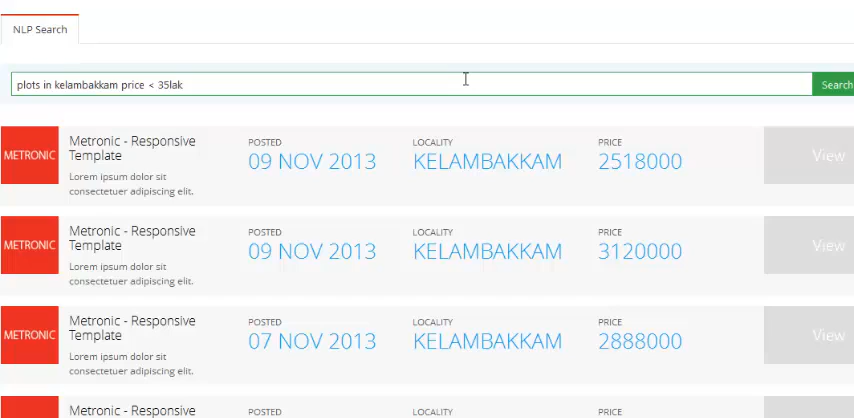 NLP Search
plots in kelambakkam price < 35lak
Search
METRONIC
Metronic - Responsive
Template
Lorem ipsum dolor sit
consectetuer adipiscing elit.
POSTED
09 NOV 2013
LOCALITY
KELAMBAKKAM
PRICE
2518000
View
METRONIC
Metronic - Responsive
Template
Lorem ipsum dolor sit
consectetuer adipiscing elit.
POSTED
09 NOV 2013
LOCALITY
KELAMBAKKAM
PRICE
3120000
View
METRONIC
Metronic - Responsive
Template
Lorem ipsum dolor sit
consectetuer adipiscing elit.
POSTED
07 NOV 2013
LOCALITY
KELAMBAKKAM
PRICE
2888000
View
Metronic - Responsive
POSTED
LOCALITY
PRICE